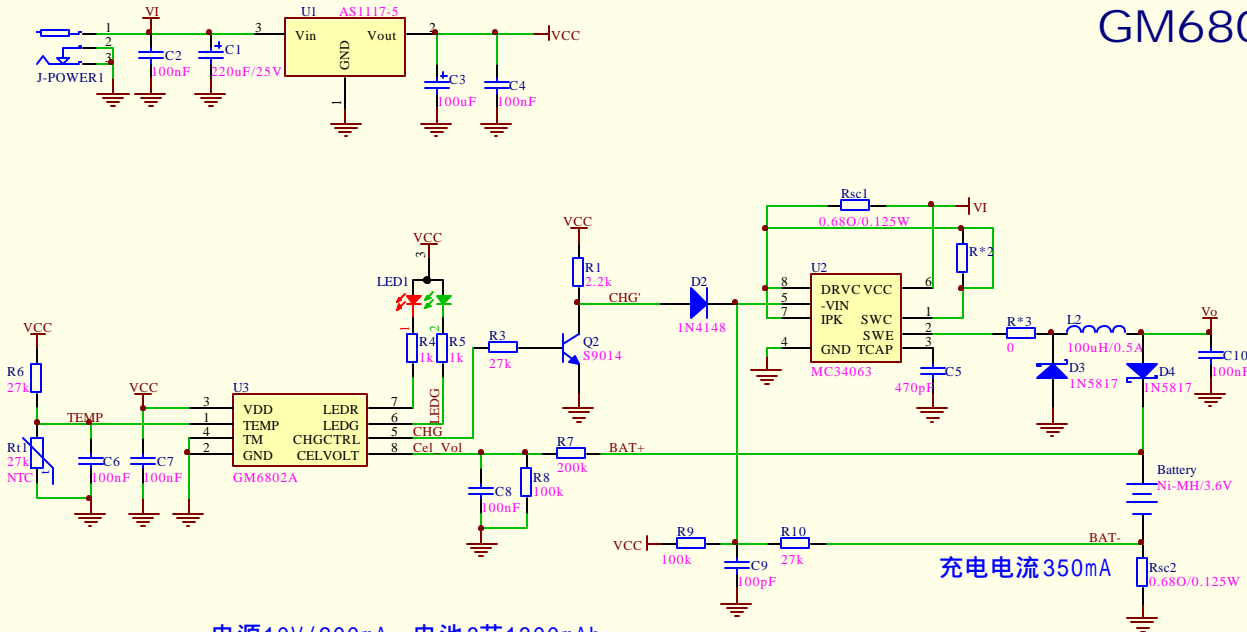 GM680
VI
U1
AS1117-5
1
2
3
J-POWER1
C2
100nF
C1
220uF/25V
3
Vin
Vout
GND
1
2
VCC
C3
100uF
C4
100nF
Rsc1
0.68O/0.125W
VI
VCC
R1
2.2k
VCC
3
LED1
1
2
R4
1k
R5
1k
LEDG
R3
27k
Q2
S9014
CHG'
D2
1N4148
U2
8
DRVC
VCC
6
5
-VIN
7
IPK
SWC
1
SWE
2
4
GND
TCAP
3
MC34063
R*2
R*3
0
L2
100uH/0.5A
Vo
C10
100nF
C5
470pF
D3
1N5817
D4
1N5817
VCC
R6
27k
TEMP
Rt1
27k
NTC
t
C6
100nF
VCC
C7
100nF
U3
3
VDD
LEDR
7
1
TEMP
LEDG
6
4
TM
CHGCTRL
5
CHG
2
GND
CELVOLT
8
Cel_Vol
GM6802A
R7
200k
BAT+
R8
100k
C8
100nF
Battery
Ni-MH/3.6V
VCC
R9
100k
R10
27k
BAT-
C9
100pF
充电电流350mA
Rsc2
0.68O/0.125W